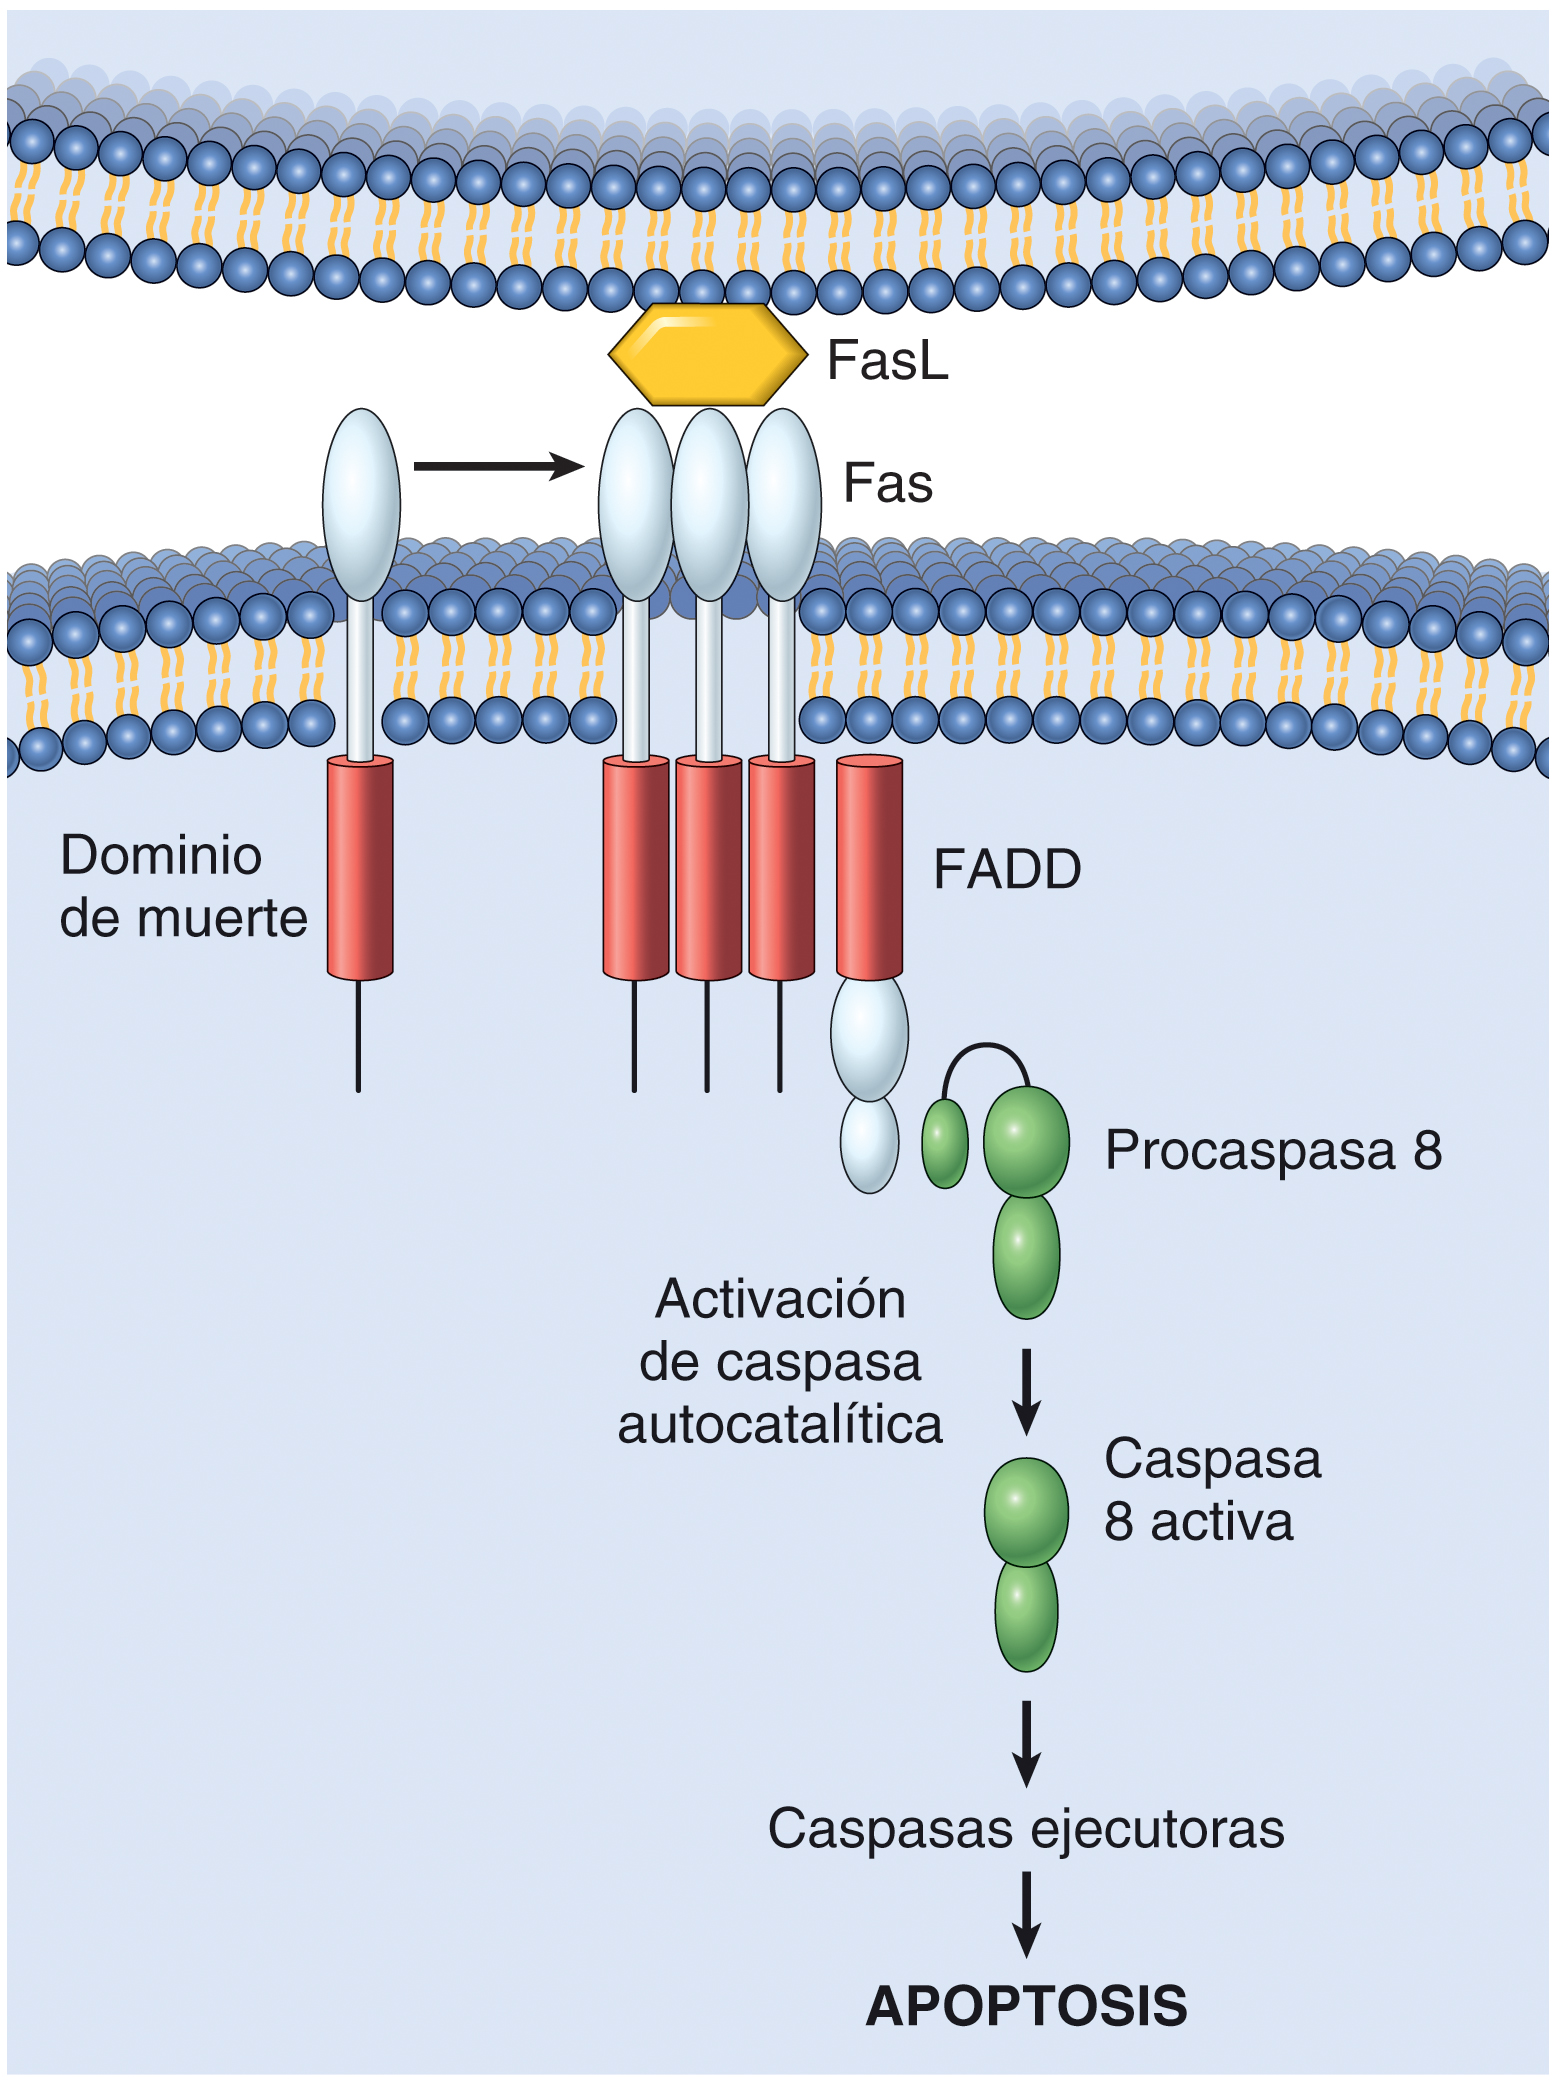 FasL
Fas
Dominio
de muerte
FADD
Procaspasa 8
Activación
de caspasa
autocatalítica
Caspasa
8 activa
Caspasas ejecutoras
APOPTOSIS